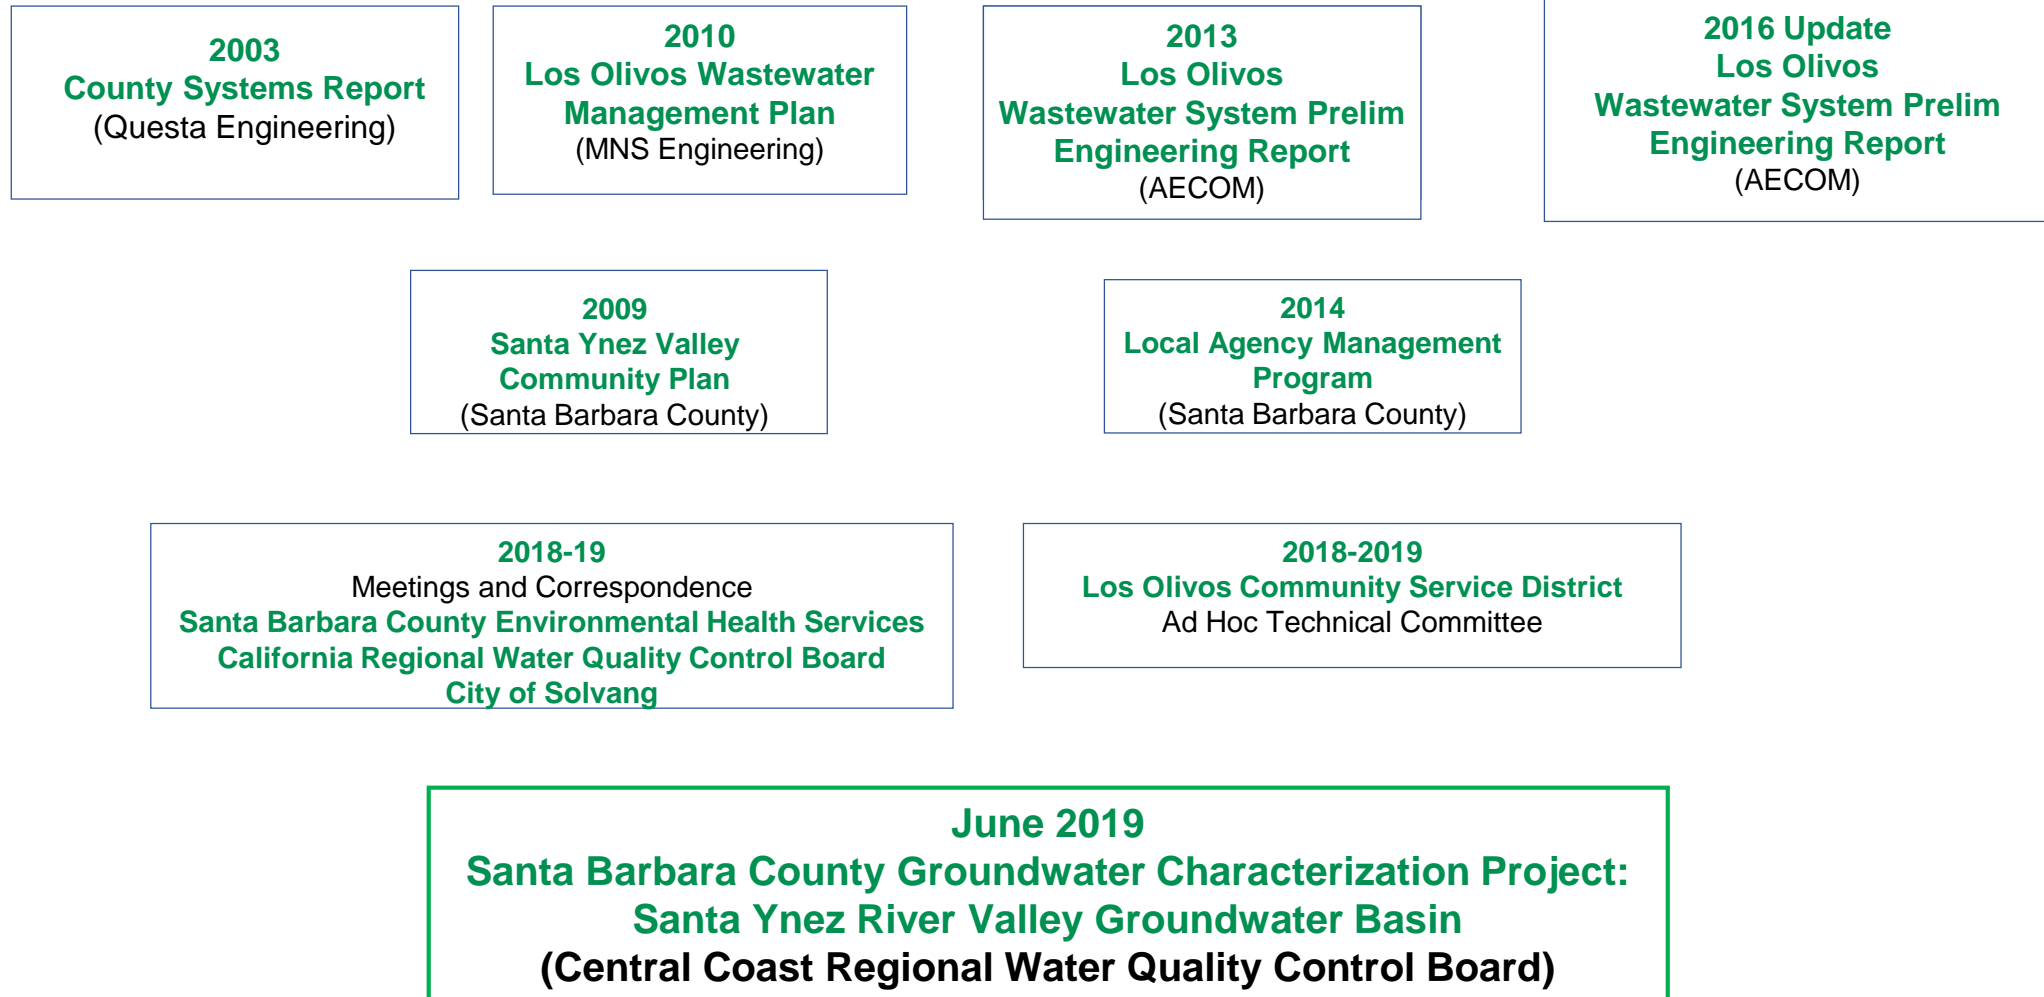 2003
County Systems Report
(Questa Engineering)
2010
Los Olivos Wastewater
Management Plan
(MNS Engineering)
2013
Los Olivos
Wastewater System Prelim
Engineering Report
(AECOM)
2016 Update
Los Olivos
Wastewater System Prelim
Engineering Report
(AECOM)
2009
Santa Ynez Valley
Community Plan
(Santa Barbara County)
2014
Local Agency Management
Program
(Santa Barbara County)
2018-19
Meetings and Correspondence
Santa Barbara County Environmental Health Services
California Regional Water Quality Control Board
City of Solvang
2018-2019
Los Olivos Community Service District
Ad Hoc Technical Committee
June 2019
Santa Barbara County Groundwater Characterization Project:
Santa Ynez River Valley Groundwater Basin
(Central Coast Regional Water Quality Control Board)